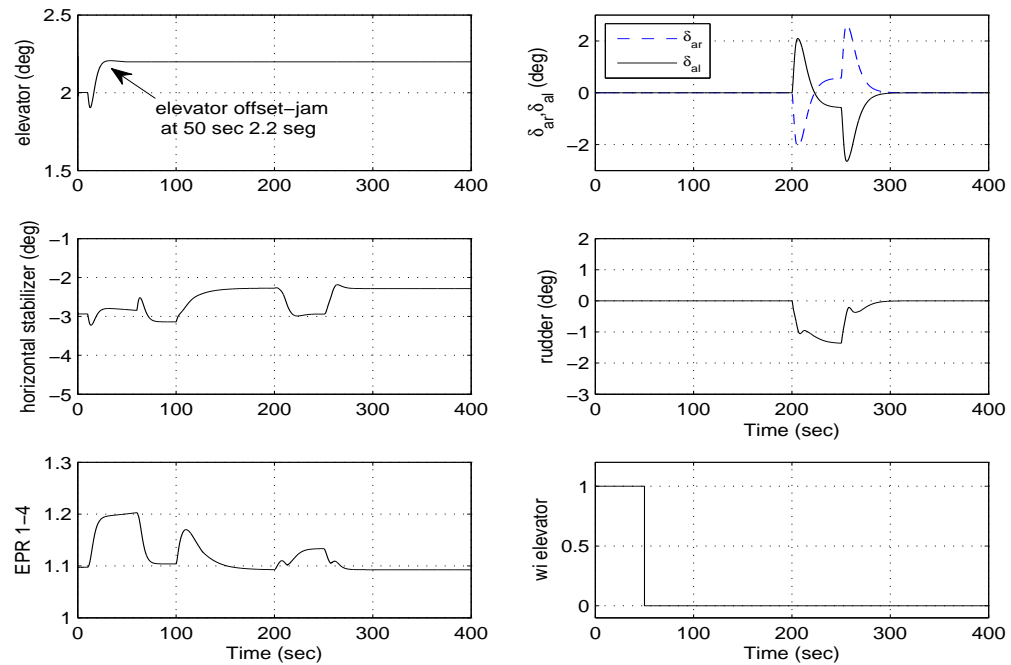 elevator (deg)
2.5
2
1.5
0 100 200 300 400
elevator offset−jam
at 50 sec 2.2 seg
δar,δal (deg)
2
0
−2
0 100 200 300 400
δar
δal
horizontal stabilizer (deg)
−1
−2
−3
−4
−5
0 100 200 300 400
rudder (deg)
2
1
0
−1
−2
−3
0 100 200 300 400
Time (sec)
EPR 1−4
1.3
1.2
1.1
1
0 100 200 300 400
Time (sec)
wi elevator
1
0.5
0
0 100 200 300 400
Time (sec)